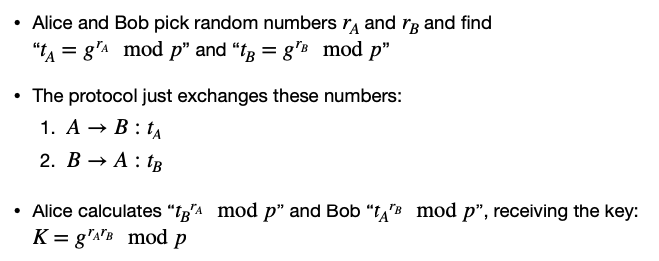 • Alice and Bob pick random numbers r_A and r_B and find
“t_A = g^{r_A} mod p” and “t_B = g^{r_B} mod p”
• The protocol just exchanges these numbers:
1. A → B : t_A
2. B → A : t_B
• Alice calculates “t_B^{r_A} mod p” and Bob “t_A^{r_B} mod p”, receiving the key:
K = g^{r_A r_B} mod p